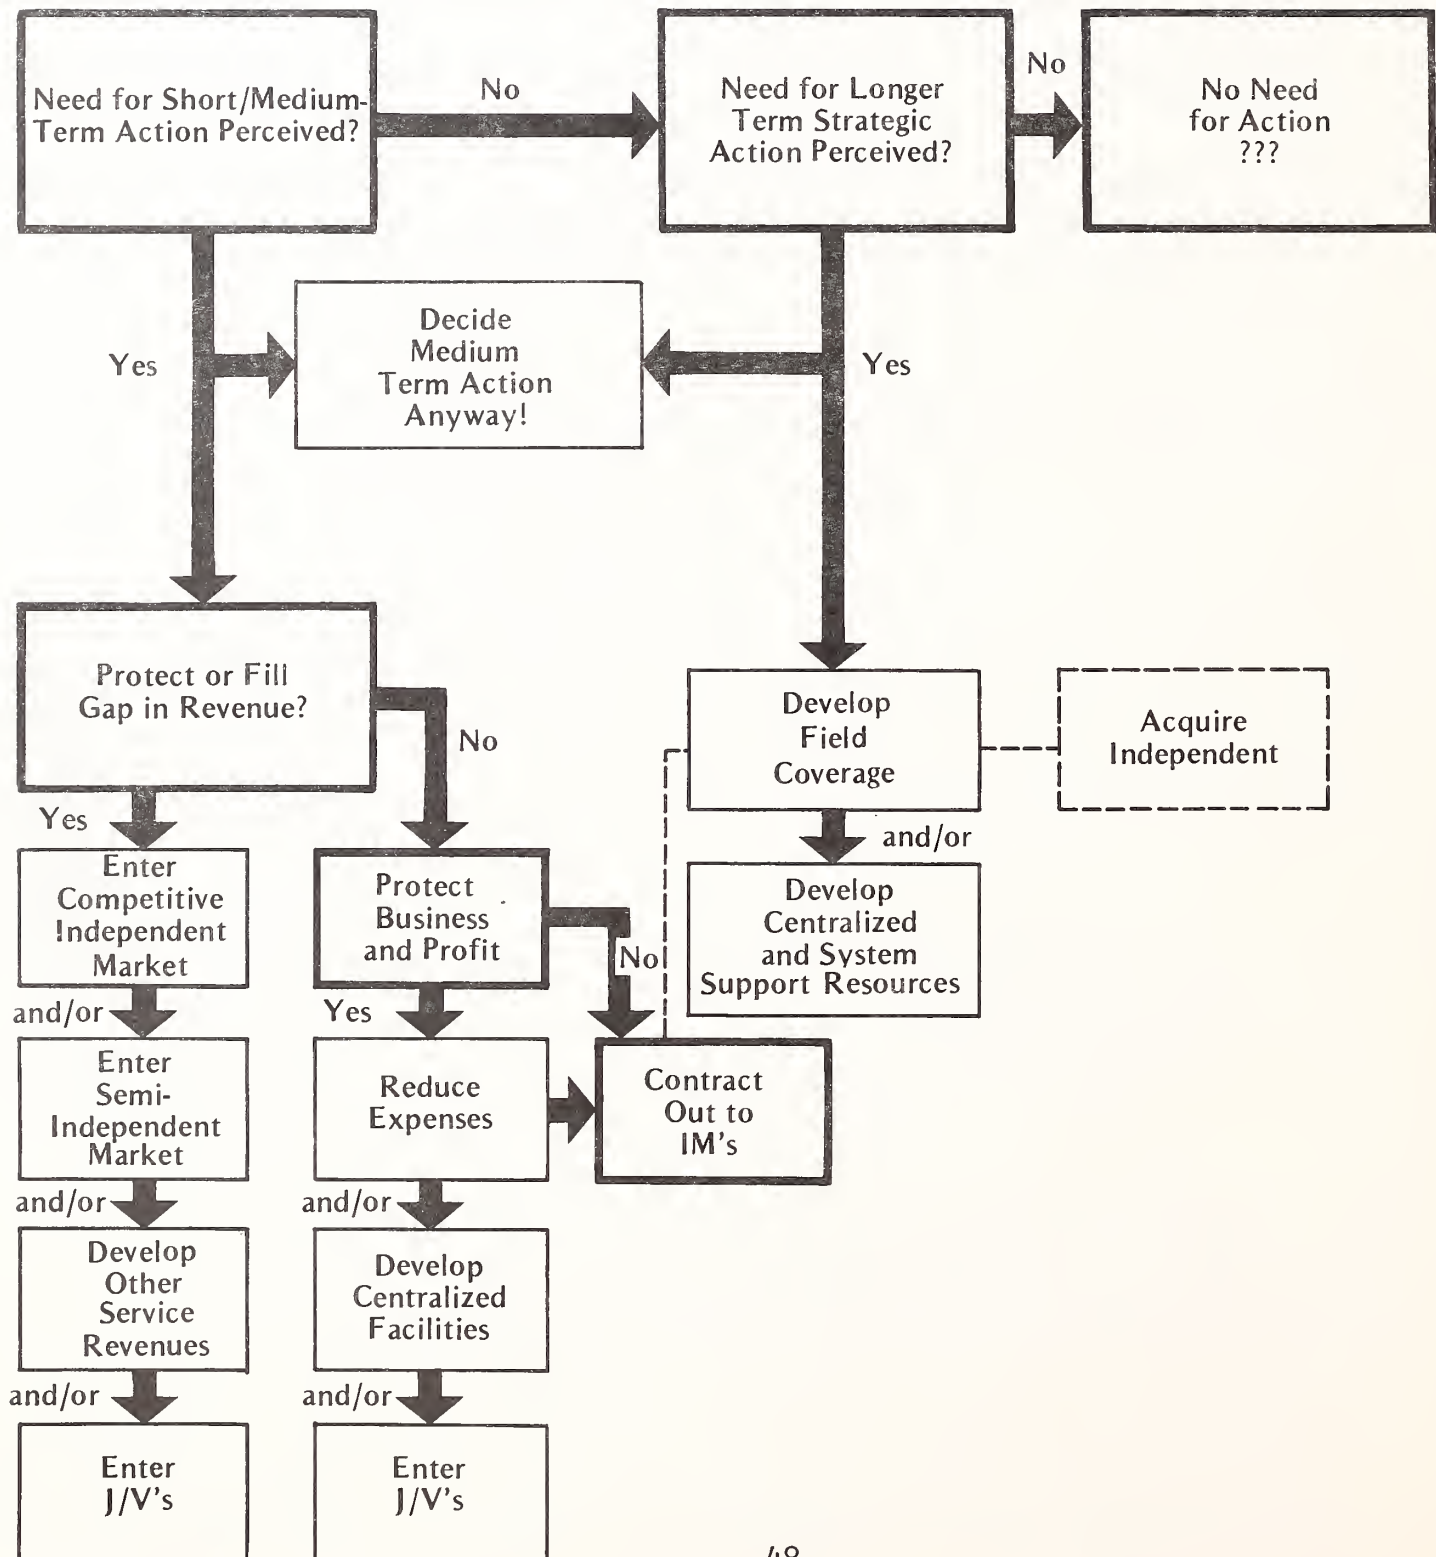 Need for Short/Medium-
Term Action Perceived?
No
Need for Longer
Term Strategic
Action Perceived?
No
No Need
for Action
???
Yes
Decide
Medium
Term Action
Anyway!
Yes
Protect or Fill
Gap in Revenue?
No
Develop
Field
Coverage
Acquire
Independent
Yes
and/or
Enter
Competitive
Independent
Market
Protect
Business
and Profit
No
Develop
Centralized
and System
Support Resources
and/or
Yes
Enter
Semi-
Independent
Market
Reduce
Expenses
Contract
Out to
IM's
and/or
and/or
Develop
Other
Service
Revenues
Develop
Centralized
Facilities
and/or
and/or
Enter
J/V's
Enter
J/V's